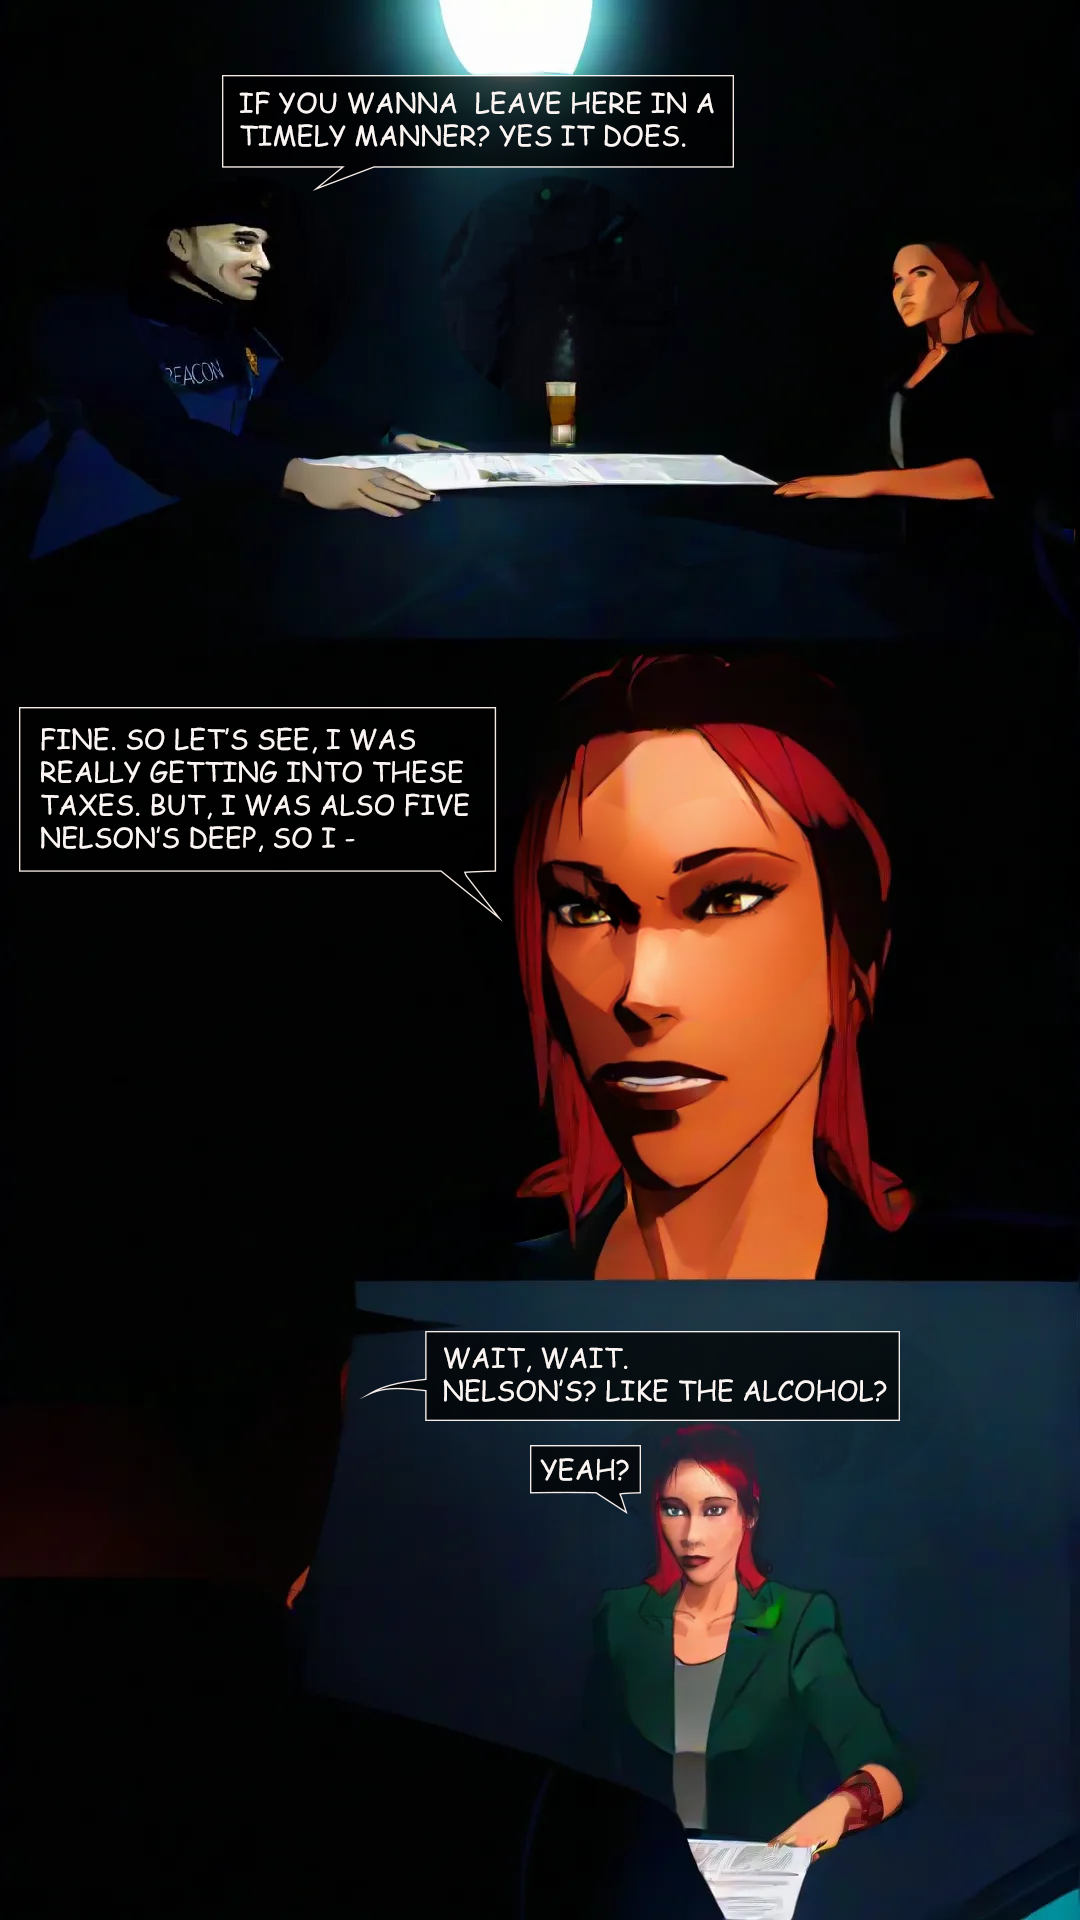 IF YOU WANNA LEAVE HERE IN A
TIMELY MANNER? YES IT DOES.
BEACON
FINE. SO LET'S SEE, I WAS
REALLY GETTING INTO THESE
TAXES. BUT, I WAS ALSO FIVE
NELSON'S DEEP, SO I -
WAIT, WAIT.
NELSON'S? LIKE THE ALCOHOL?
YEAH?